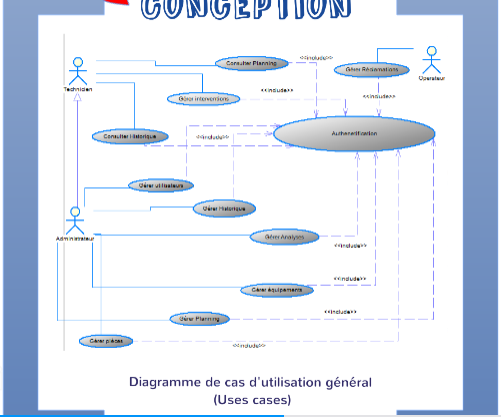 CONCEPTION
Consulter Planning
<<include>>
Gérer Réclamations
Technicien
Operateur
Gérer interventions
<<include>>
<<include>>
Consulter Historique
<<include>>
Authentification
Gérer utilisateurs
Gérer Historique
Administrateur
Gérer Analyses
<<include>>
<<include>>
Gérer équipements
Gérer Planning
<<include>>
Gérer pièces
<<include>>
Diagramme de cas d'utilisation général
(Uses cases)